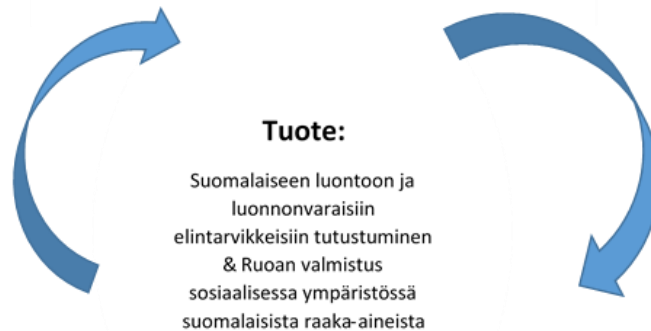 Tuote:
Suomalaiseen luontoon ja
luonnonvaraisiin
elintarvikkeisiin tutustuminen
& Ruoan valmistus
sosiaalisessa ympäristössä
suomalaisista raaka-aineista